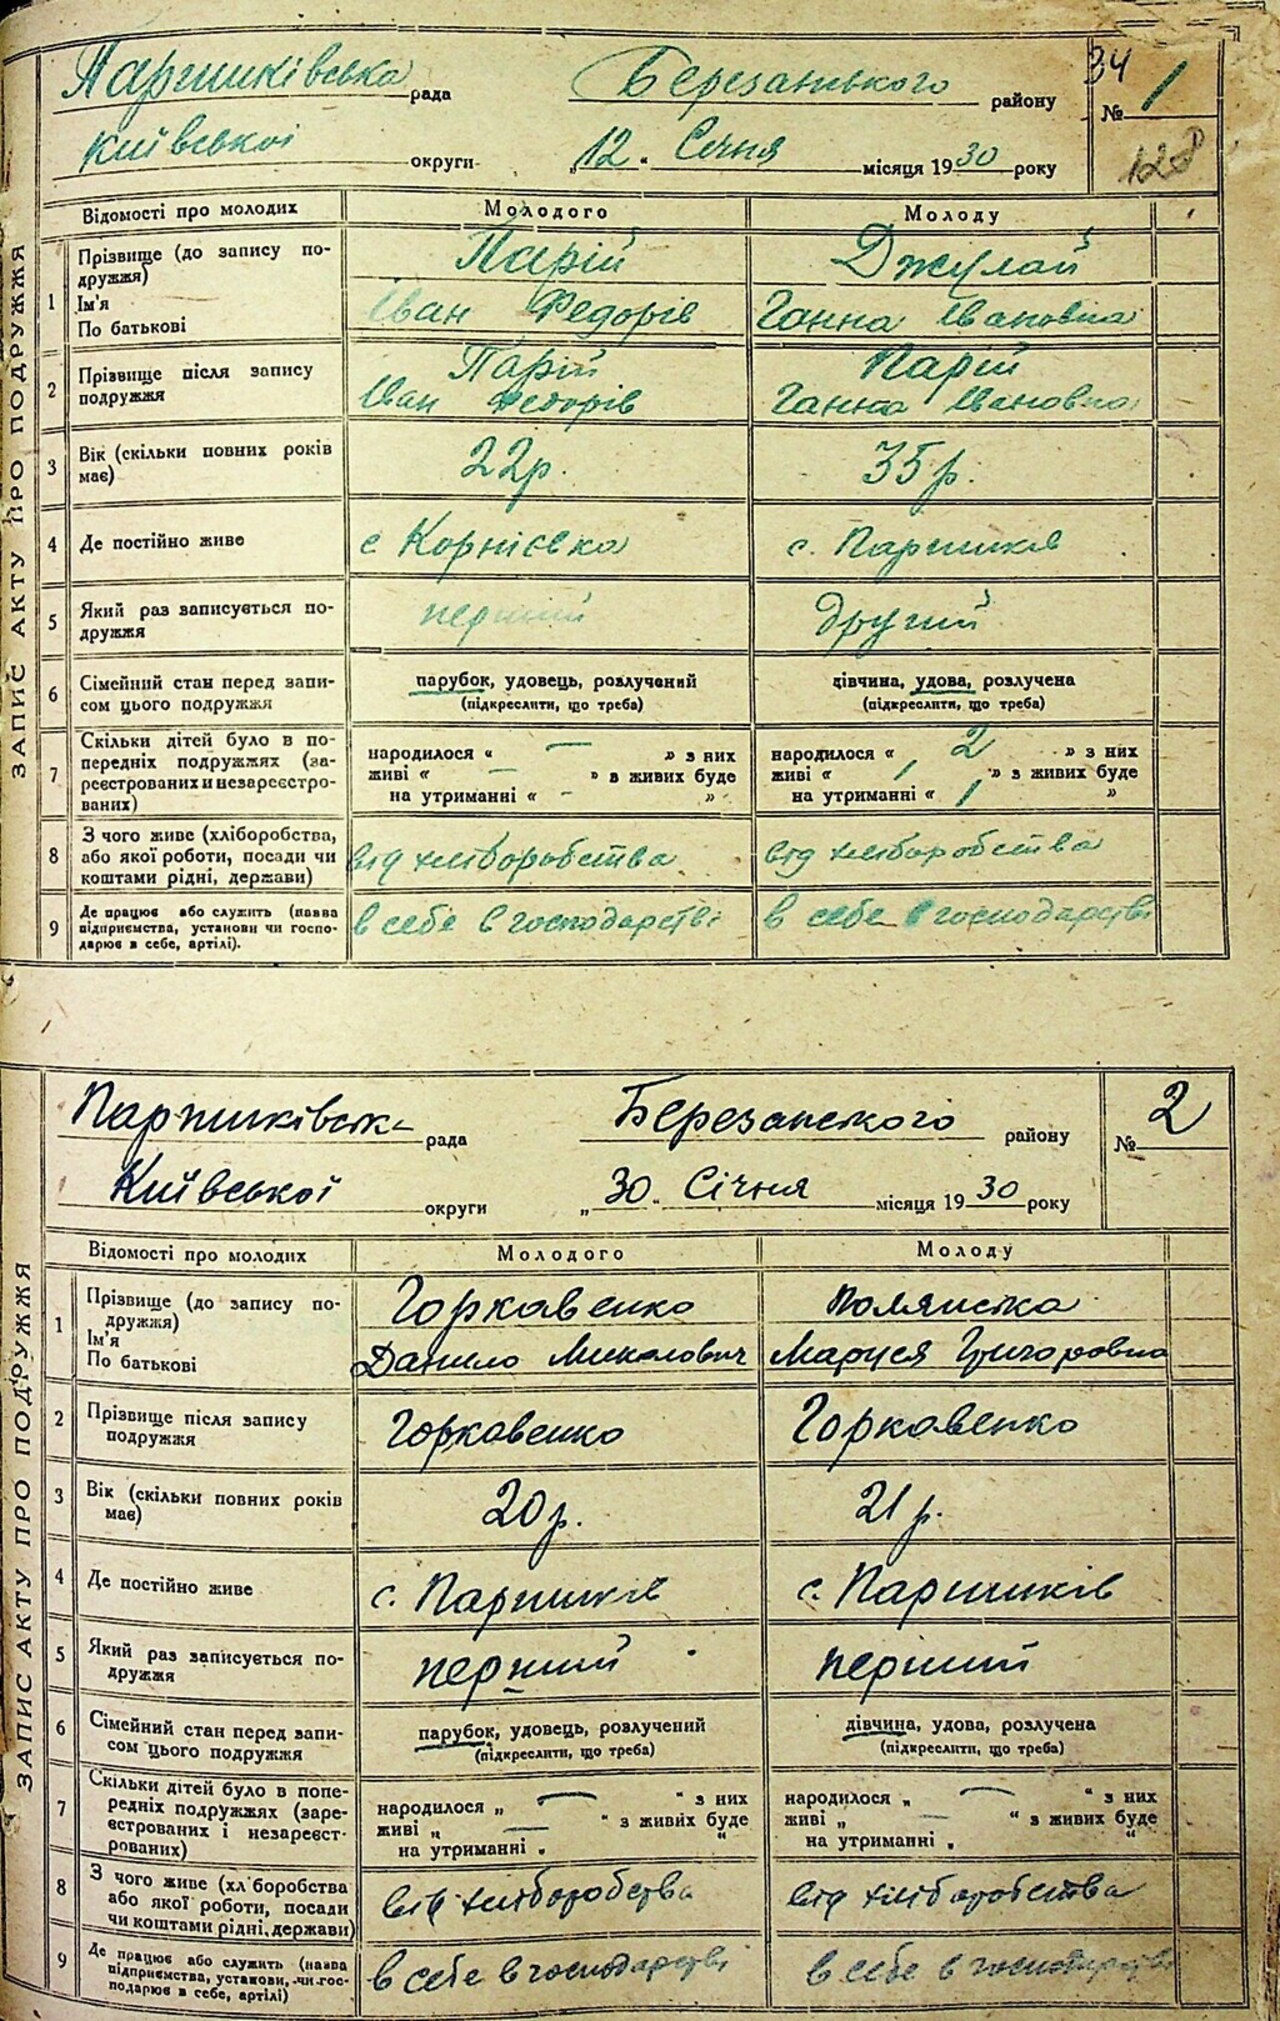 Паришківська рада Березанського району
34
№ 1
Київської округи „12" Січня місяця 1930 року
128
ЗАПИС АКТУ ПРО ПОДРУЖЖЯ
Відомості про молодих Молодого Молоду
1 Прізвище (до запису подружжя) Парій Джулай
Ім'я
По батькові Іван Федорів Ганна Івановна
2 Прізвище після запису подружжя Парій Парій
Іван Федорів Ганна Івановна
3 Вік (скільки повних років має) 22р. 35р.
4 Де постійно живе с Корнієвка с. Паришків
5 Який раз записується подружжя перший другий
6 Сімейний стан перед записом цього подружжя парубок, удовець, розлучений дівчина, удова, розлучена
(підкреслити, що треба) (підкреслити, що треба)
7 Скільки дітей було в попередніх подружжях (зареєстрованих и незареєстрованих)
народилося « — » з них народилося « 2 » з них
живі « — » в живих буде живі « 1 » з живих буде
на утриманні « - » на утриманні « 1 »
8 З чого живе (хліборобства, або якої роботи, посади чи коштами рідні, держави) від хліборобства від хліборобства
9 Де працює або служить (назва підприємства, установи чи господарює в себе, артілі). в себе в господарстві в себе в господарстві
Паришківська рада Березанского району
№ 2
Київської округи „30" Січня місяця 1930 року
ЗАПИС АКТУ ПРО ПОДРУЖЖЯ
Відомості про молодих Молодого Молоду
1 Прізвище (до запису подружжя) Горкавенко Полянська
Ім'я
По батькові Данило Миколович Маруся Григоровна
2 Прізвище після запису подружжя Горкавенко Горкавенко
3 Вік (скільки повних років має) 20р. 21р.
4 Де постійно живе с. Паришків с. Паришків
5 Який раз записується подружжя перший перший
6 Сімейний стан перед записом цього подружжя парубок, удовець, розлучений дівчина, удова, розлучена
(підкреслити, що треба) (підкреслити, що треба)
7 Скільки дітей було в попередніх подружжях (зареєстрованих і незареєстрованих)
народилося „ — " з них народилося „ — " з них
живі „ — " з живих буде живі „ — " з живих буде
на утриманні „ " на утриманні „ "
8 З чого живе (хліборобства або якої роботи, посади чи коштами рідні, держави) від хліборобства від хліборобства
9 Де працює або служить (назва підприємства, установи, чи господарює в себе, артілі) в себе в господарстві в себе в господарстві